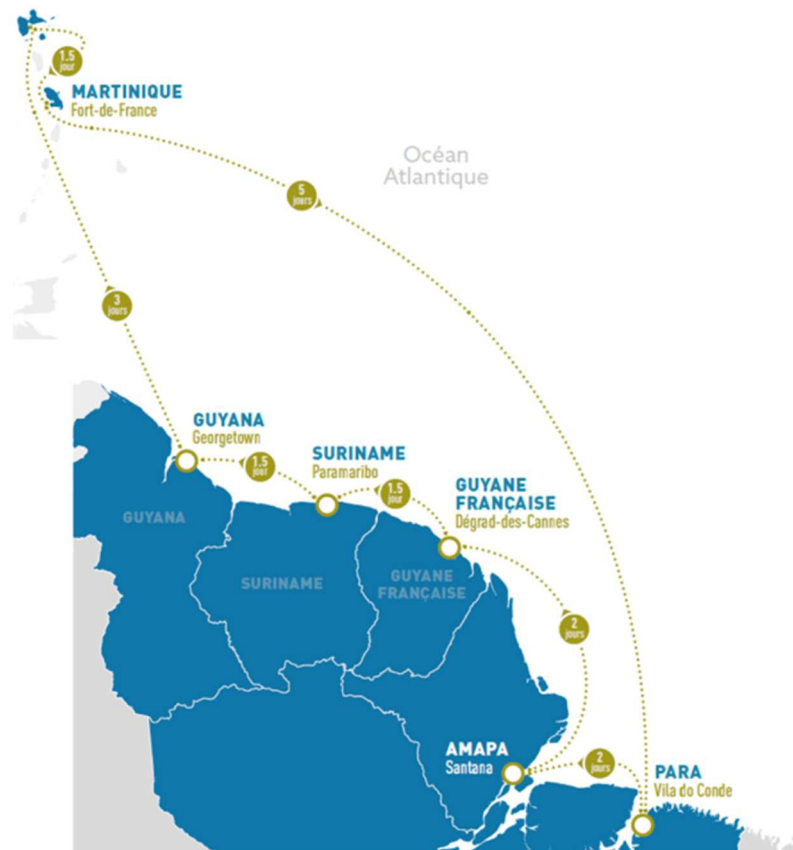 1.5
jour
MARTINIQUE
Fort-de-France
Océan
Atlantique
5
jours
3
jours
GUYANA
Georgetown
1.5
jour
SURINAME
Paramaribo
1.5
jour
GUYANE
FRANÇAISE
Dégrad-des-Cannes
GUYANA
SURINAME
GUYANE
FRANÇAISE
2
jours
AMAPA
Santana
2
jours
PARA
Vila do Conde